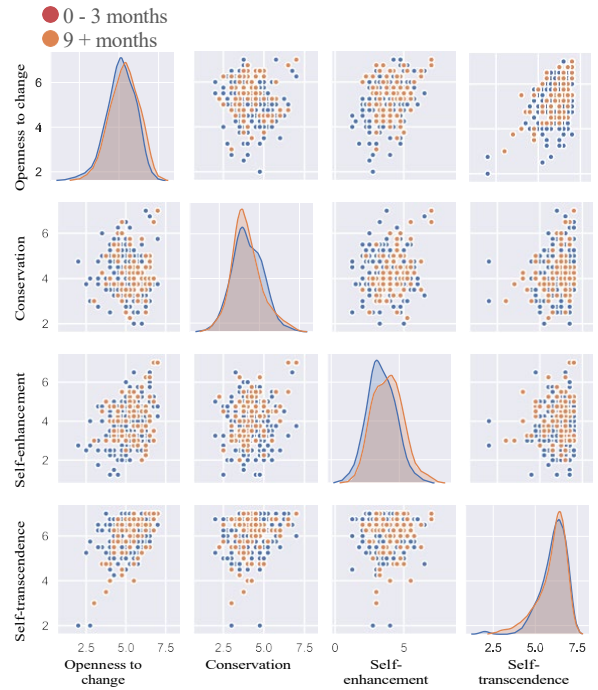 0 - 3 months
9 + months
Openness to change
6
4
2
Conservation
6
4
2
Self-enhancement
6
4
2
Self-transcendence
6
4
2
2.5 5.0 7.5 2.5 5.0 7.5 0 5 2.5 5.0 7.5
Openness to Conservation Self- Self-
change enhancement transcendence